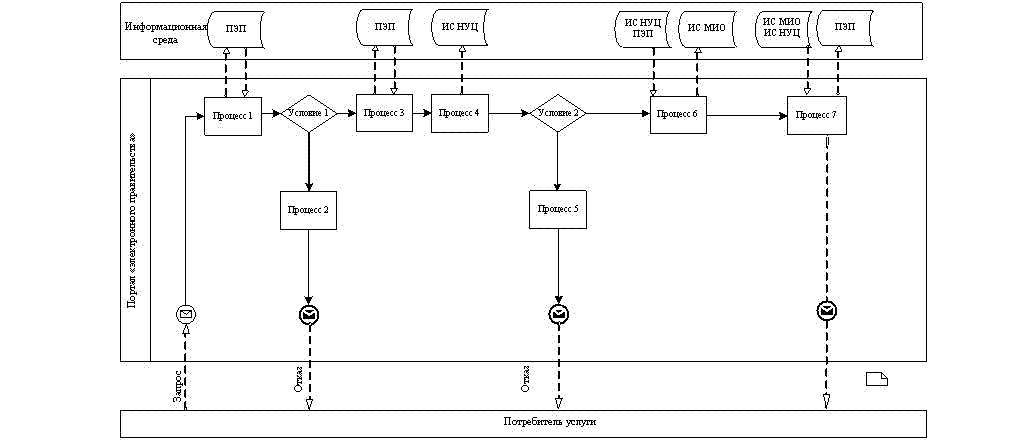 Информационная
среда
ПЭП
ПЭП
ИС НУЦ
ИС НУЦ
ПЭП
ИС МИО
ИС МИО
ИС НУЦ
ПЭП
Портал «электронного правительства»
Процесс 1
Условие 1
Процесс 3
Процесс 4
Условие 2
Процесс 6
Процесс 7
Процесс 2
Процесс 5
Запрос
Отказ
Отказ
Потребитель услуги